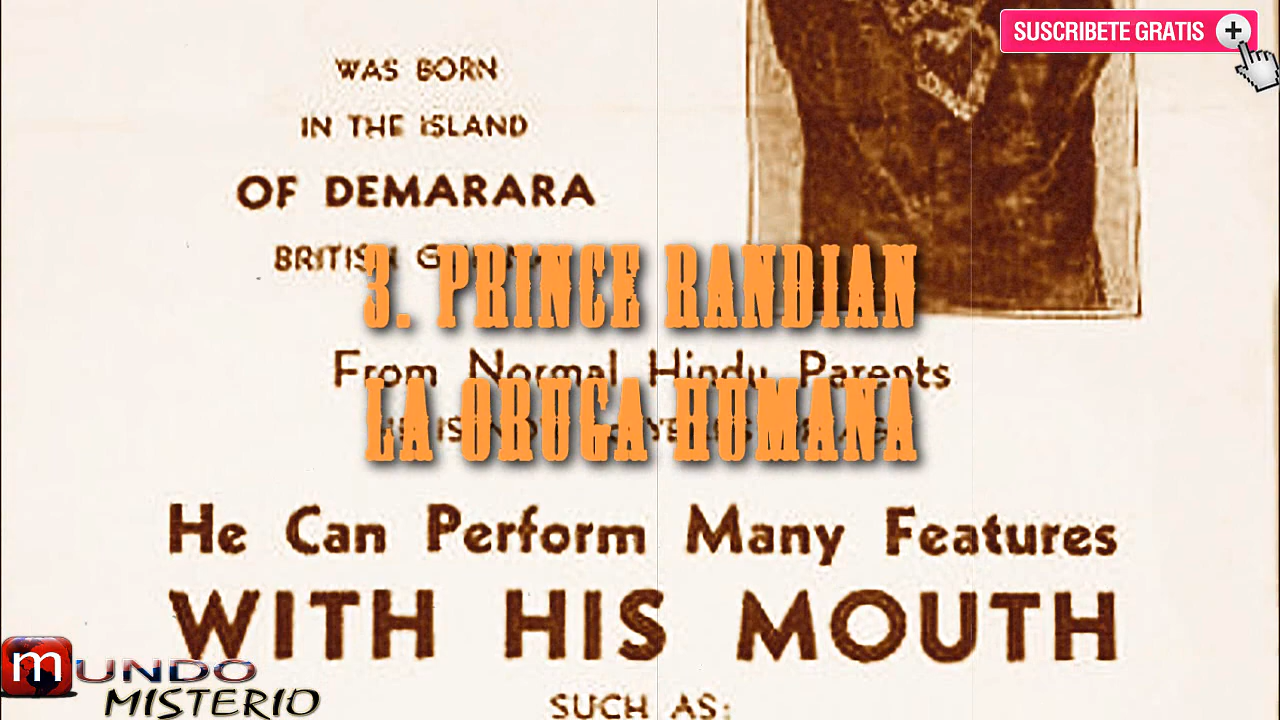 SUSCRIBETE GRATIS
WAS BORN
IN THE ISLAND
OF DEMARARA
BRITISH
3. PRINCE RANDIAN
From Normal Hindu Parents
LA ORUGA HUMANA
He Can Perform Many Features
WITH HIS MOUTH
SUCH AS:
mUNDO
MISTERIO